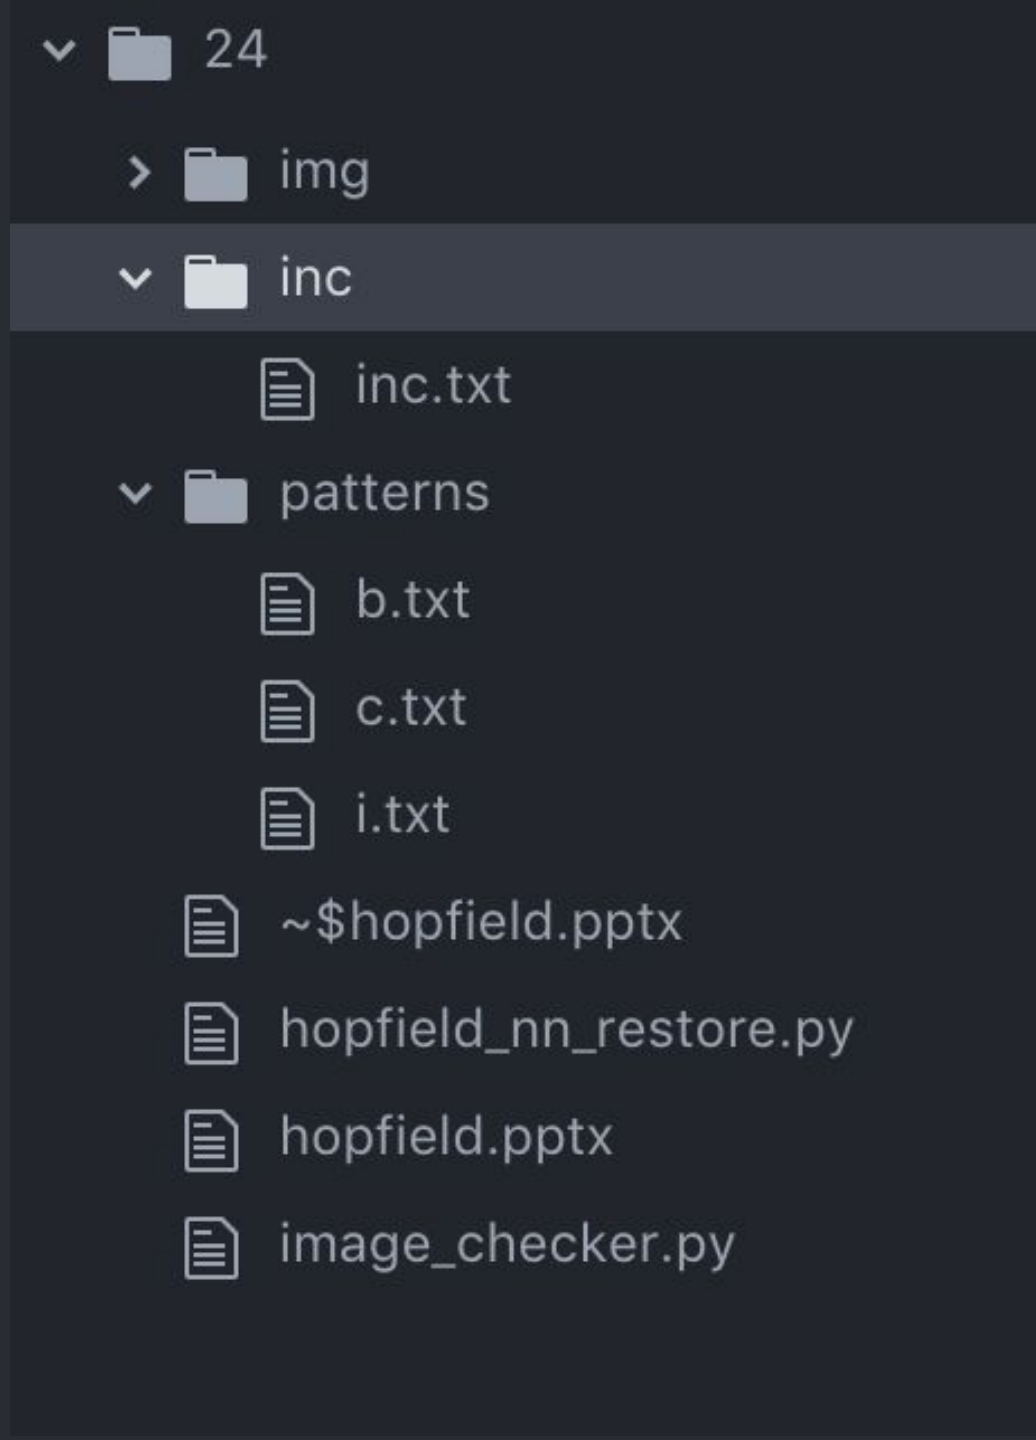 24
img
inc
inc.txt
patterns
b.txt
c.txt
i.txt
~$hopfield.pptx
hopfield_nn_restore.py
hopfield.pptx
image_checker.py